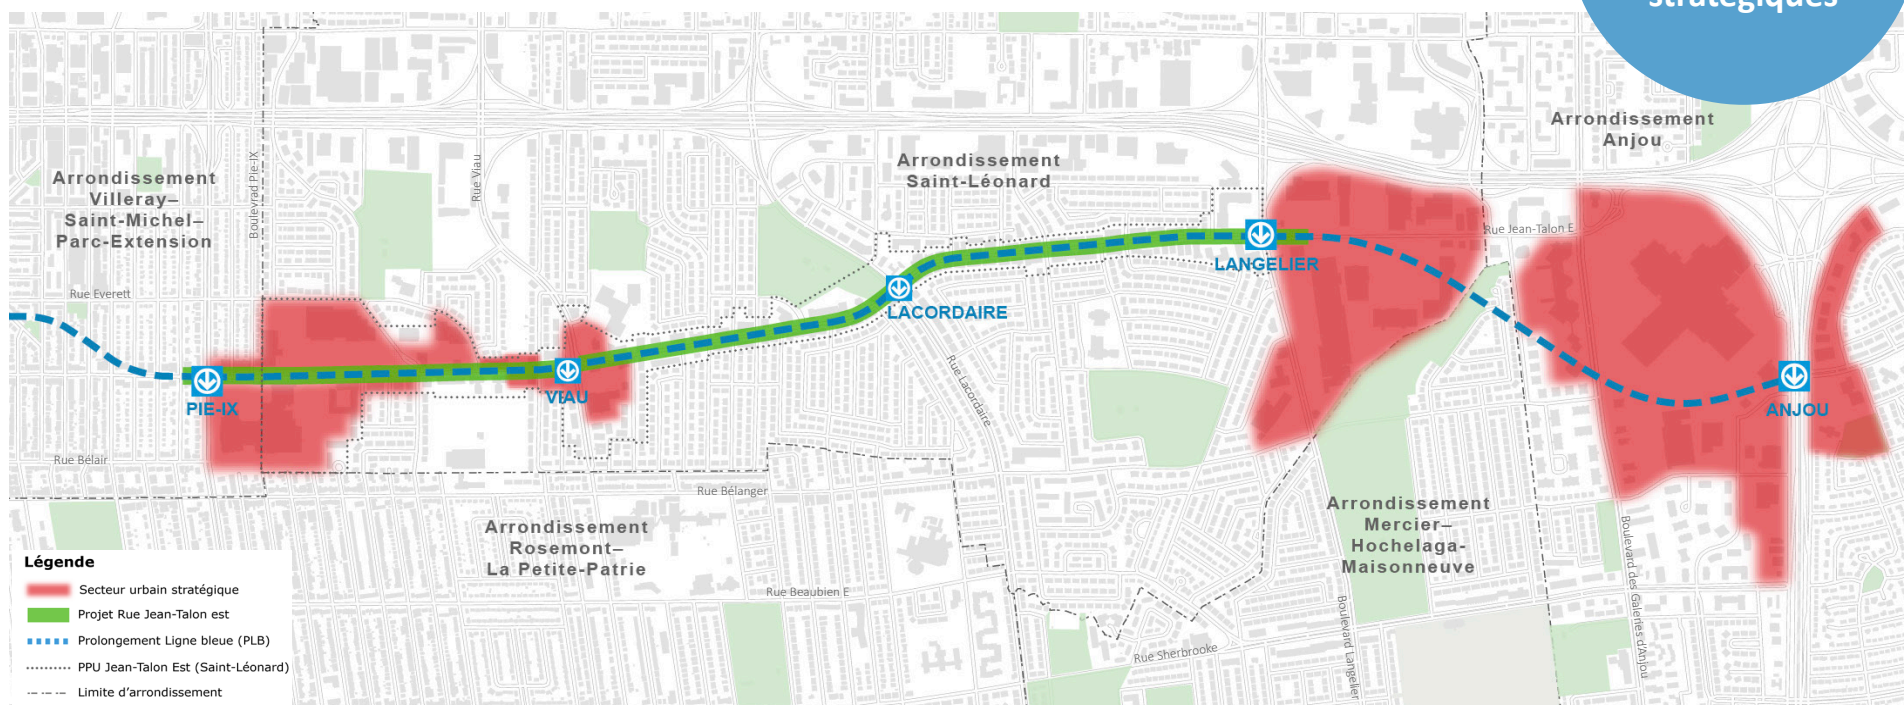 stratégiques
Arrondissement
Anjou
Arrondissement
Saint-Léonard
Arrondissement
Villeray–
Saint-Michel–
Parc-Extension
Boulevrad Pie-IX
Rue Viau
Rue Jean-Talon E
LANGELIER
Rue Everett
LACORDAIRE
PIE-IX
VIAU
ANJOU
Rue Lacordaire
Rue Bélair
Rue Bélanger
Arrondissement
Rosemont–
La Petite-Patrie
Arrondissement
Mercier–
Hochelaga-
Maisonneuve
Boulevard des Galeries d'Anjou
Rue Beaubien E
Boulevard Langelier
Rue Sherbrooke
Légende
Secteur urbain stratégique
Projet Rue Jean-Talon est
Prolongement Ligne bleue (PLB)
PPU Jean-Talon Est (Saint-Léonard)
Limite d'arrondissement